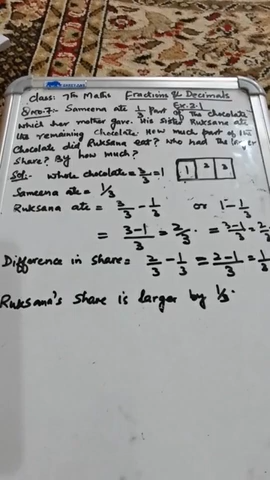 Class: 7th Maths Fractions & Decimals
Ex. 2.1
Q.no.7:- Sameena ate 1/3 part of the chocolate
which her mother gave. His sister Ruksana ate
the remaining chocolate. How much part of the
chocolate did Ruksana eat? who had the larger
share? By how much?
Sol:- Whole chocolate = 3/3 = 1
1 2 3
Sameena ate = 1/3
Ruksana ate = 3/3 - 1/3 or 1 - 1/3
= 3-1/3 = 2/3. = 3-1/3 = 2/3
Difference in share = 2/3 - 1/3 = 2-1/3 = 1/3
Ruksana's share is larger by 1/3.